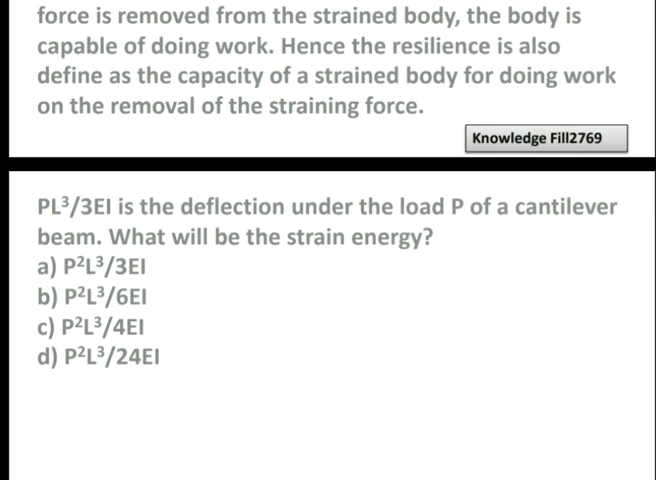 force is removed from the strained body, the body is
capable of doing work. Hence the resilience is also
define as the capacity of a strained body for doing work
on the removal of the straining force.
Knowledge Fill2769
PL³/3EI is the deflection under the load P of a cantilever
beam. What will be the strain energy?
a) P²L³/3EI
b) P²L³/6EI
c) P²L³/4EI
d) P²L³/24EI